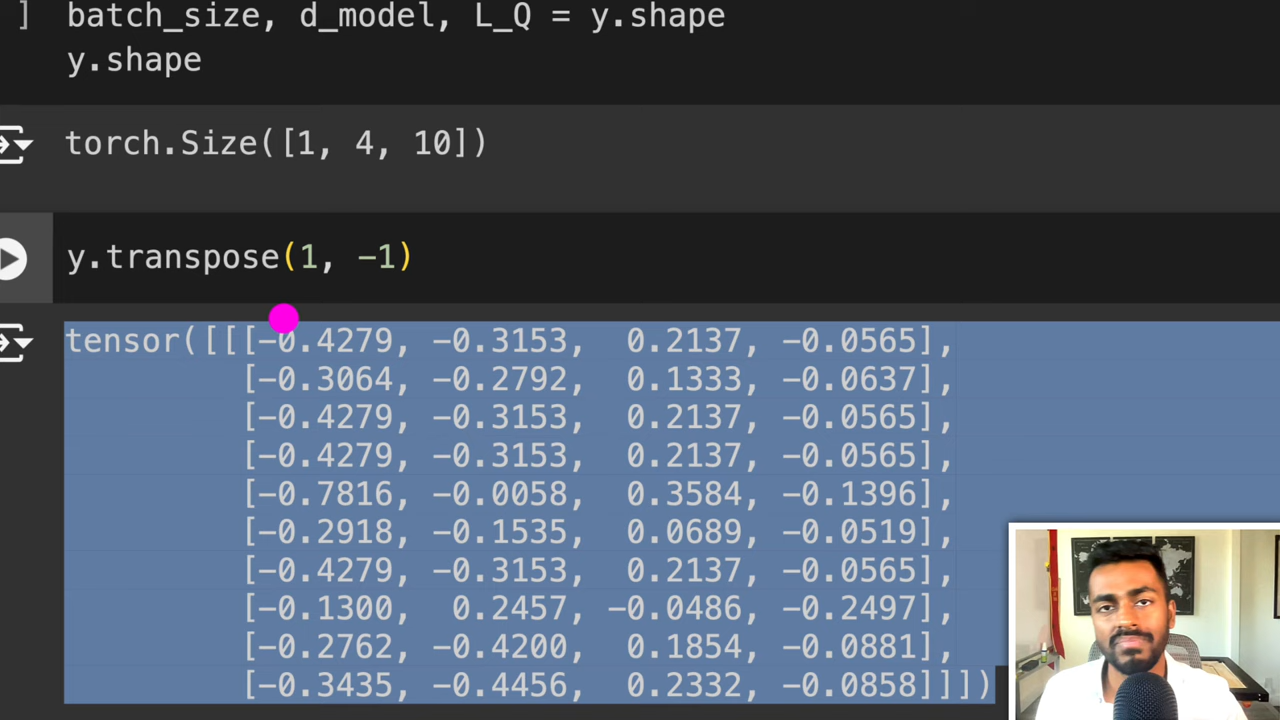 ]
batch_size, d_model, L_Q = y.shape
y.shape
torch.Size([1, 4, 10])
y.transpose(1, -1)
tensor([[[-0.4279, -0.3153, 0.2137, -0.0565],
[-0.3064, -0.2792, 0.1333, -0.0637],
[-0.4279, -0.3153, 0.2137, -0.0565],
[-0.4279, -0.3153, 0.2137, -0.0565],
[-0.7816, -0.0058, 0.3584, -0.1396],
[-0.2918, -0.1535, 0.0689, -0.0519],
[-0.4279, -0.3153, 0.2137, -0.0565],
[-0.1300, 0.2457, -0.0486, -0.2497],
[-0.2762, -0.4200, 0.1854, -0.0881],
[-0.3435, -0.4456, 0.2332, -0.0858]]])